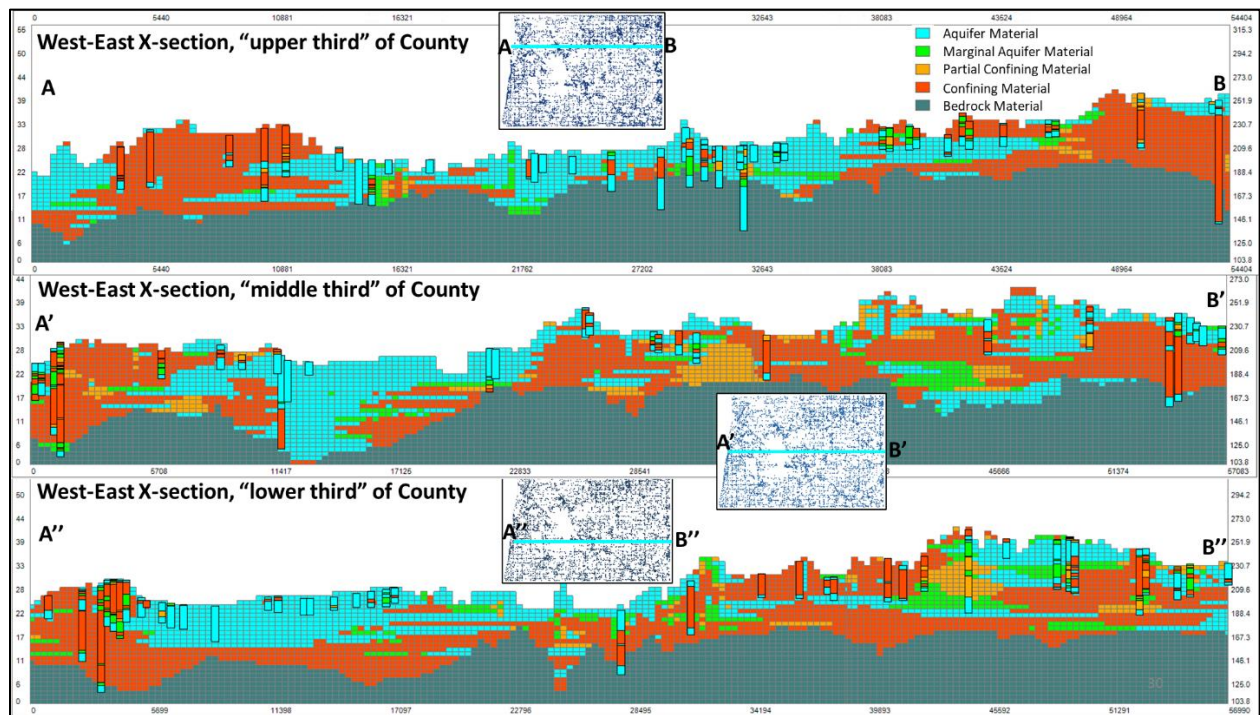 0 6440 10881 16321 32643 38083 43524 48964 64404
West-East X-section, “upper third” of County
A
A B
Aquifer Material
Marginal Aquifer Material
Partial Confining Material
Confining Material
Bedrock Material
B
55
50
44
39
33
28
22
17
11
6
0
315.3
294.2
273.0
251.9
230.7
209.6
188.4
167.3
146.1
125.0
103.8
0 6440 10881 16321 21762 27202 32643 38083 43524 48964 64404
West-East X-section, “middle third” of County
A'
B'
44
39
33
28
22
17
11
6
0
273.0
251.9
230.7
209.6
188.4
167.3
146.1
125.0
103.8
A' B'
0 5708 11417 17125 22833 28541 45666 51374 57083
West-East X-section, “lower third” of County
A''
A'' B''
B''
50
44
39
33
28
22
17
11
6
0
294.2
273.0
251.9
230.7
209.6
188.4
167.3
146.1
125.0
103.8
30
0 5699 11398 17097 22796 28495 34194 39893 45592 51291 56990